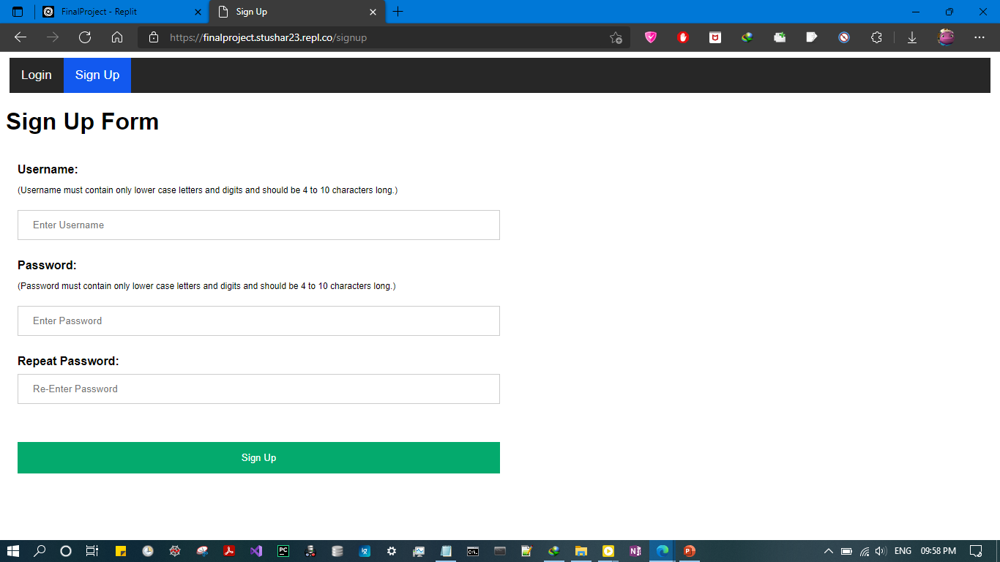 FinalProject - Replit
Sign Up
https://finalproject.stushar23.repl.co/signup
Login
Sign Up
Sign Up Form
Username:
(Username must contain only lower case letters and digits and should be 4 to 10 characters long.)
Enter Username
Password:
(Password must contain only lower case letters and digits and should be 4 to 10 characters long.)
Enter Password
Repeat Password:
Re-Enter Password
Sign Up
PC
ENG
09:58 PM